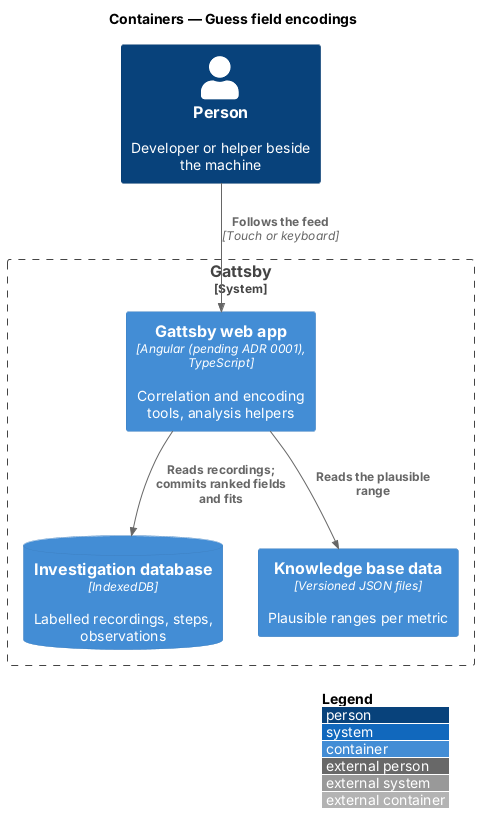 Containers — Guess field encodings
Person
Developer or helper beside
the machine
Follows the feed
[Touch or keyboard]
Gattsby
[System]
Gattsby web app
[Angular (pending ADR 0001),
TypeScript]
Correlation and encoding
tools, analysis helpers
Reads recordings;
commits ranked fields
and fits
Reads the plausible
range
Investigation database
[IndexedDB]
Labelled recordings, steps,
observations
Knowledge base data
[Versioned JSON files]
Plausible ranges per metric
Legend
person
system
container
external person
external system
external container